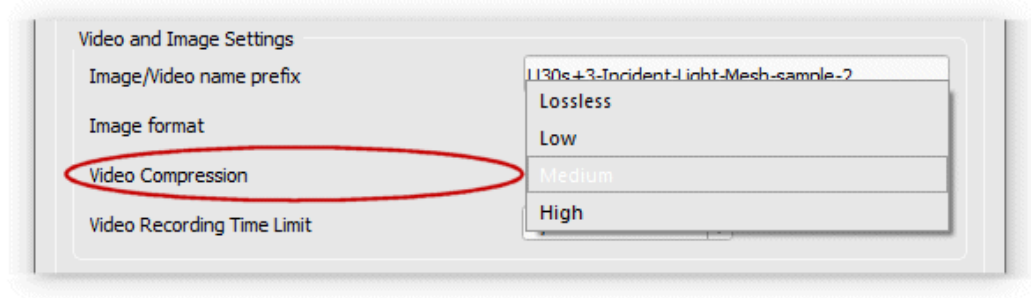 Video and Image Settings
Image/Video name prefix
U30s+3-Incident-Light-Mesh-sample-2
Lossless
Image format
Low
Video Compression
Medium
Video Recording Time Limit
High